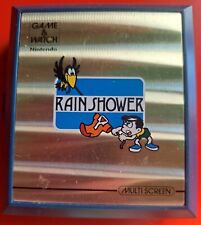 GAME
&
WATCH
Nintendo
RAIN SHOWER
MULTI SCREEN